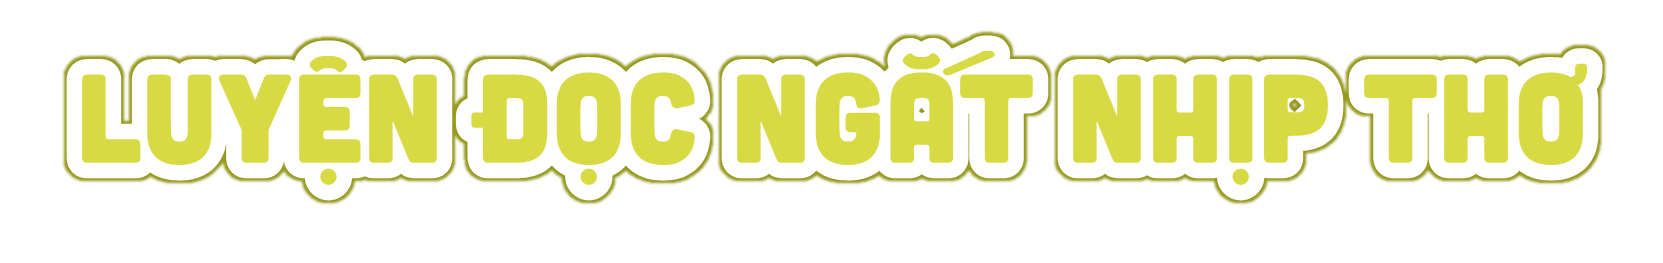 LUYỆN ĐỌC NGẮT NHỊP THƠ